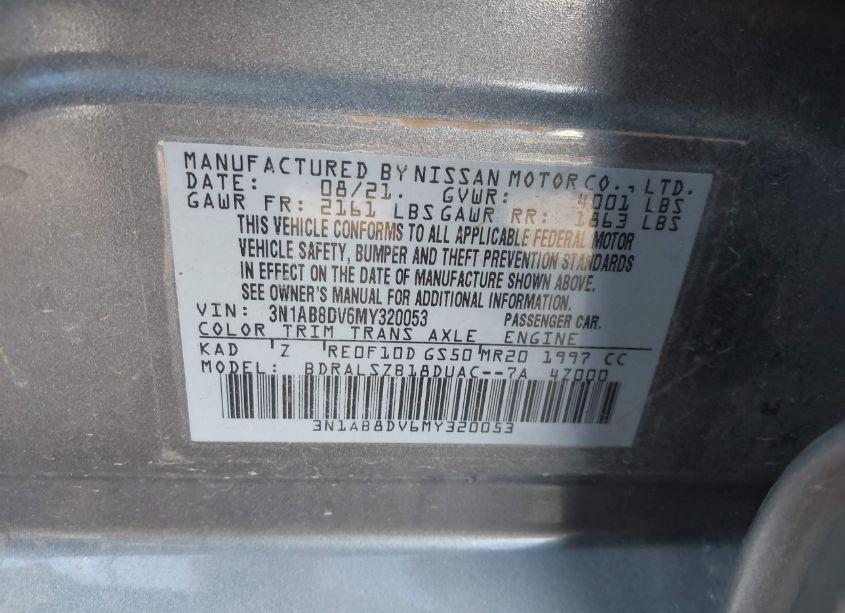 MANUFACTURED BY NISSAN MOTOR CO., LTD.
DATE: 08/21. GVWR: 4001 LBS
GAWR FR: 2161 LBS GAWR RR: 1863 LBS
THIS VEHICLE CONFORMS TO ALL APPLICABLE FEDERAL MOTOR
VEHICLE SAFETY, BUMPER AND THEFT PREVENTION STANDARDS
IN EFFECT ON THE DATE OF MANUFACTURE SHOWN ABOVE.
SEE OWNER'S MANUAL FOR ADDITIONAL INFORMATION.
VIN: 3N1AB8DV6MY320053 PASSENGER CAR.
COLOR TRIM TRANS AXLE ENGINE
KAD Z RE0F10D GS50 MR20 1997 CC
MODEL: BDRALSZB18DUAC--7A 47000
3N1AB8DV6MY320053